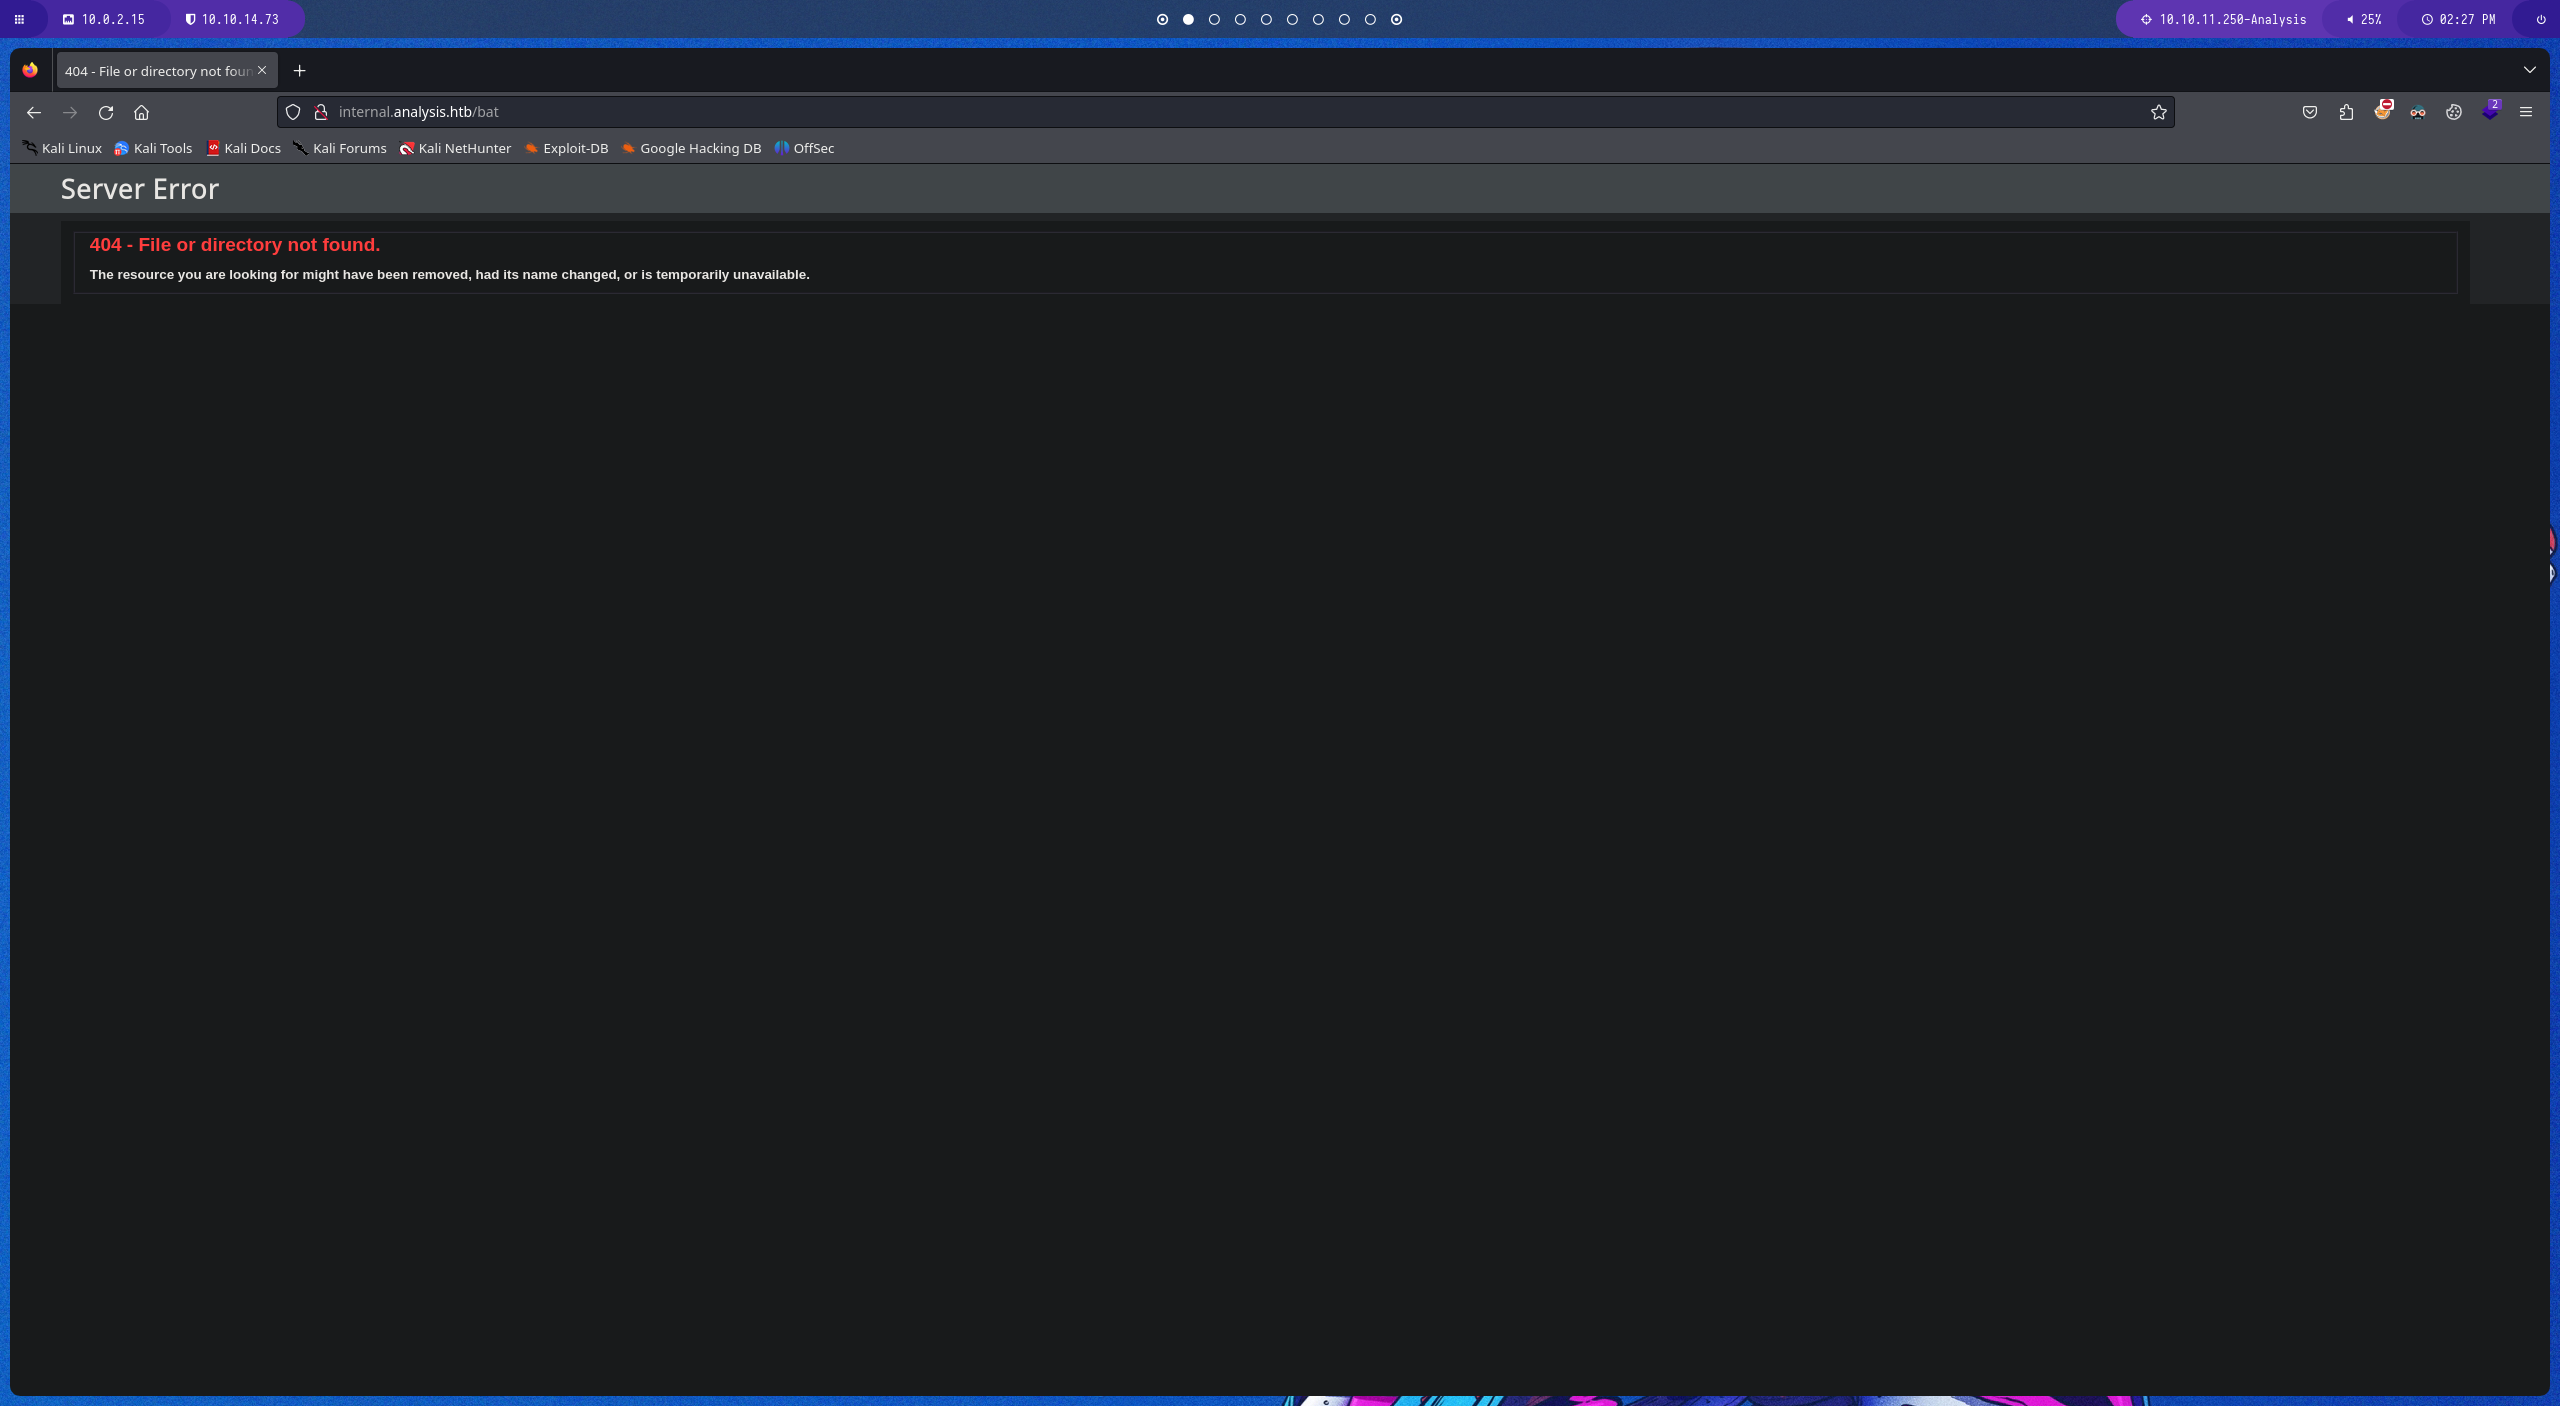 10.0.2.15 10.10.14.73 10.10.11.250-Analysis 25% 02:27 PM
404 - File or directory not foun
internal.analysis.htb/bat
2
Kali Linux Kali Tools Kali Docs Kali Forums Kali NetHunter Exploit-DB Google Hacking DB OffSec
Server Error
404 - File or directory not found.
The resource you are looking for might have been removed, had its name changed, or is temporarily unavailable.